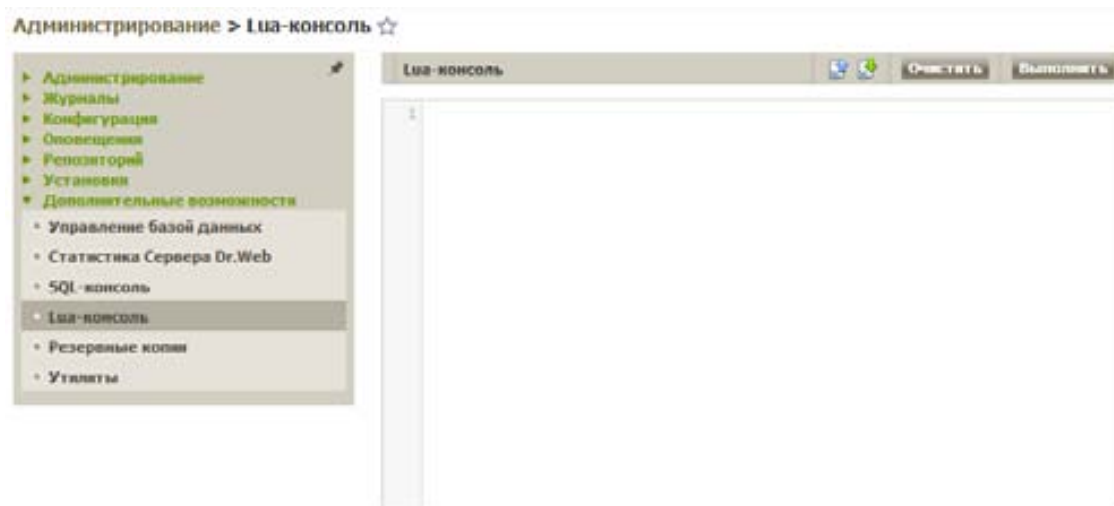 Администрирование > Lua-консоль
Администрирование
Журналы
Конфигурация
Оповещения
Репозиторий
Установки
Дополнительные возможности
Управление базой данных
Статистика Сервера Dr.Web
SQL-консоль
Lua-консоль
Резервные копии
Утилиты
Lua-консоль
Очистить
Выполнить
1